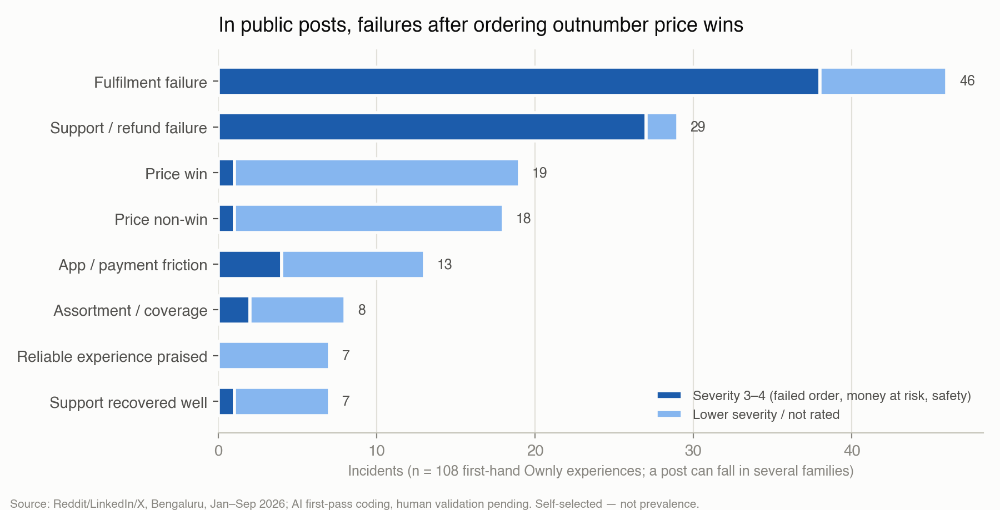 In public posts, failures after ordering outnumber price wins
Fulfilment failure
46
Support / refund failure
29
Price win
19
Price non-win
18
App / payment friction
13
Assortment / coverage
8
Reliable experience praised
7
Support recovered well
7
Severity 3–4 (failed order, money at risk, safety)
Lower severity / not rated
0 10 20 30 40
Incidents (n = 108 first-hand Ownly experiences; a post can fall in several families)
Source: Reddit/LinkedIn/X, Bengaluru, Jan–Sep 2026; AI first-pass coding, human validation pending. Self-selected — not prevalence.